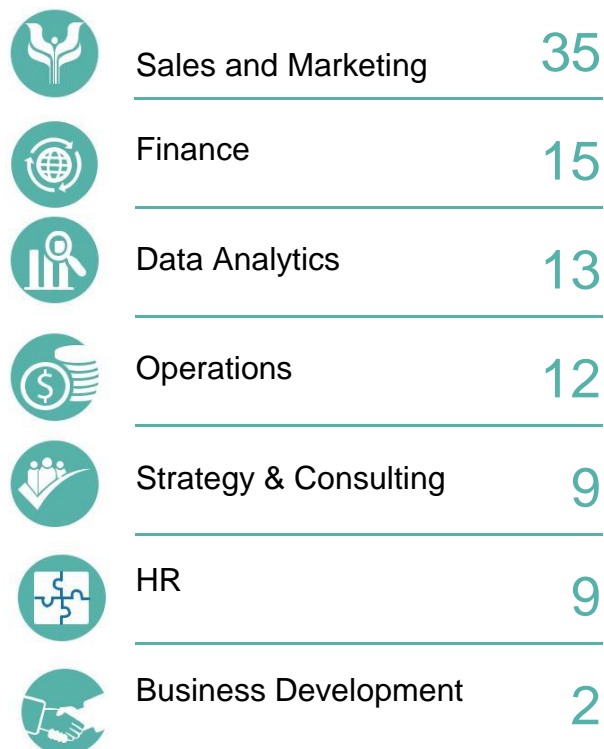 Sales and Marketing 35
Finance 15
Data Analytics 13
Operations 12
Strategy & Consulting 9
HR 9
Business Development 2
$